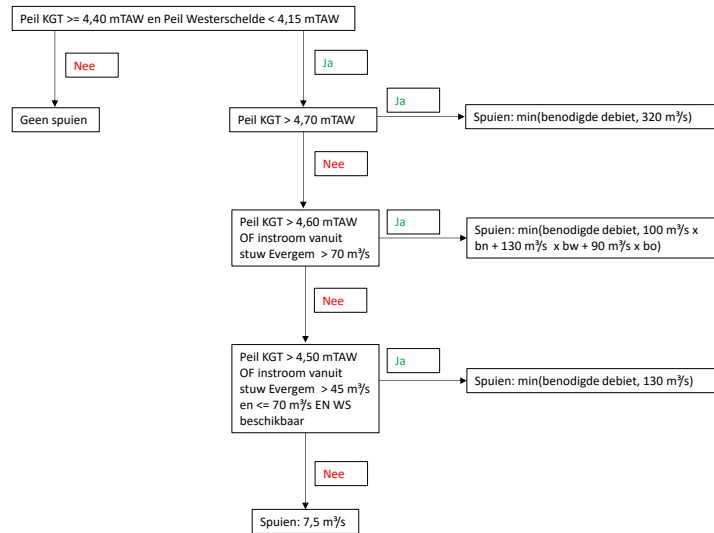 Peil KGT >= 4,40 mTAW en Peil Westerschelde < 4,15 mTAW
Nee
Ja
Geen spuien
Peil KGT > 4,70 mTAW
Ja
Spuien: min(benodigde debiet, 320 m³/s)
Nee
Peil KGT > 4,60 mTAW
OF instroom vanuit
stuw Evergem > 70 m³/s
Ja
Spuien: min(benodigde debiet, 100 m³/s x
bn + 130 m³/s x bw + 90 m³/s x bo)
Nee
Peil KGT > 4,50 mTAW
OF instroom vanuit
stuw Evergem > 45 m³/s
en <= 70 m³/s EN WS
beschikbaar
Ja
Spuien: min(benodigde debiet, 130 m³/s)
Nee
Spuien: 7,5 m³/s